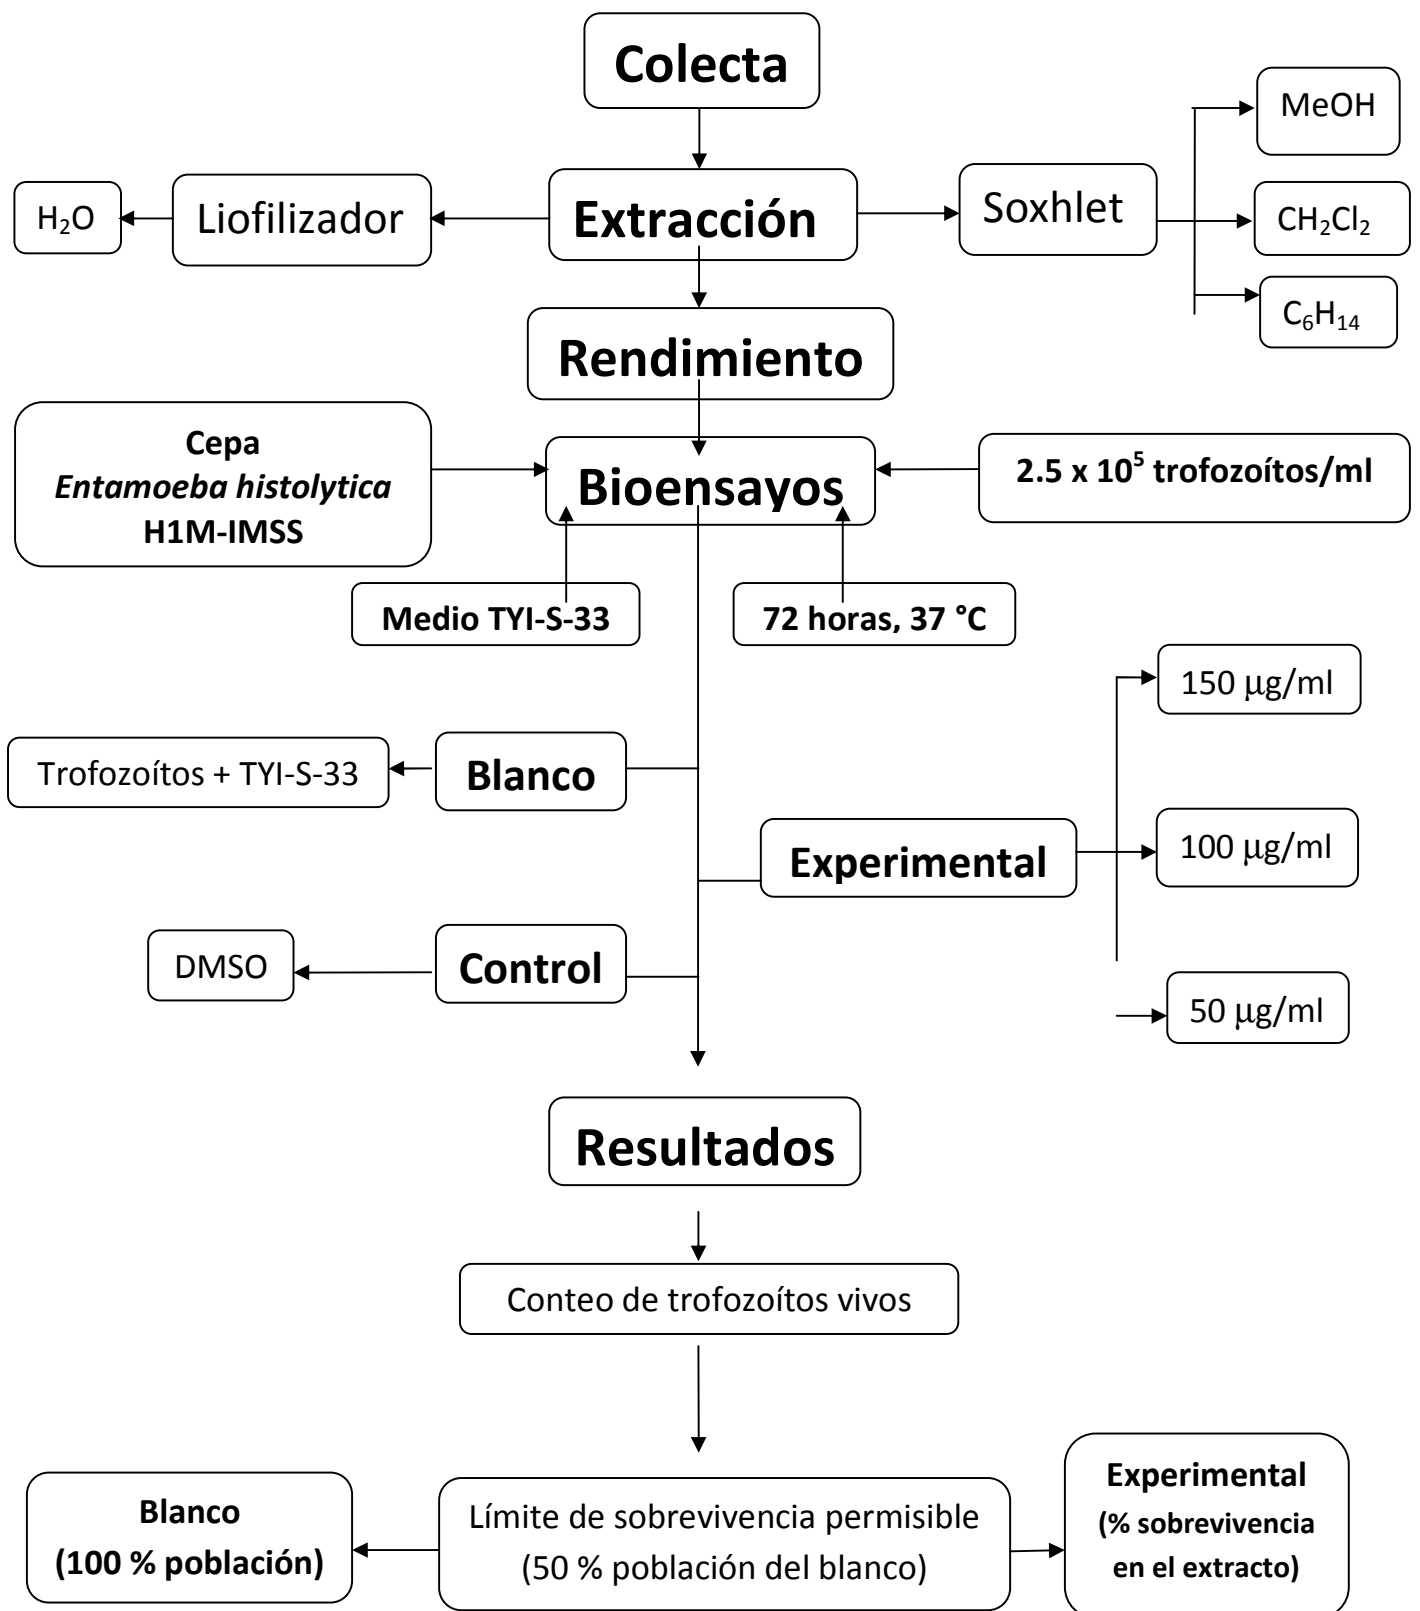 Colecta
MeOH
H₂O
Liofilizador
Extracción
Soxhlet
CH₂Cl₂
C₆H₁₄
Rendimiento
Cepa
Entamoeba histolytica
H1M-IMSS
Bioensayos
2.5 x 10⁵ trofozoítos/ml
Medio TYI-S-33
72 horas, 37 °C
150 µg/ml
Trofozoítos + TYI-S-33
Blanco
Experimental
100 µg/ml
DMSO
Control
50 µg/ml
Resultados
Conteo de trofozoítos vivos
Blanco
(100 % población)
Límite de sobrevivencia permisible
(50 % población del blanco)
Experimental
(% sobrevivencia
en el extracto)